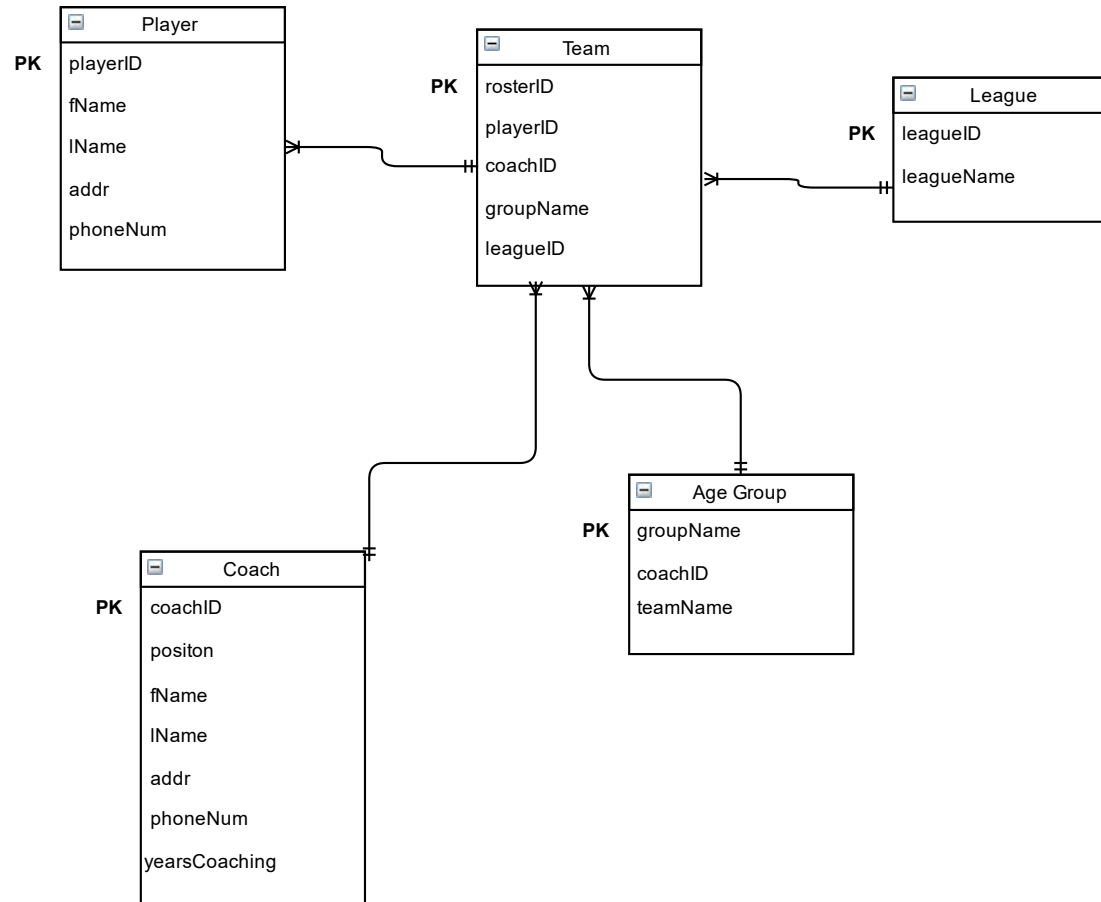 Player
PK
playerID
fName
lName
addr
phoneNum
Team
PK
rosterID
playerID
coachID
groupName
leagueID
League
PK
leagueID
leagueName
Age Group
PK
groupName
coachID
teamName
Coach
PK
coachID
positon
fName
lName
addr
phoneNum
yearsCoaching